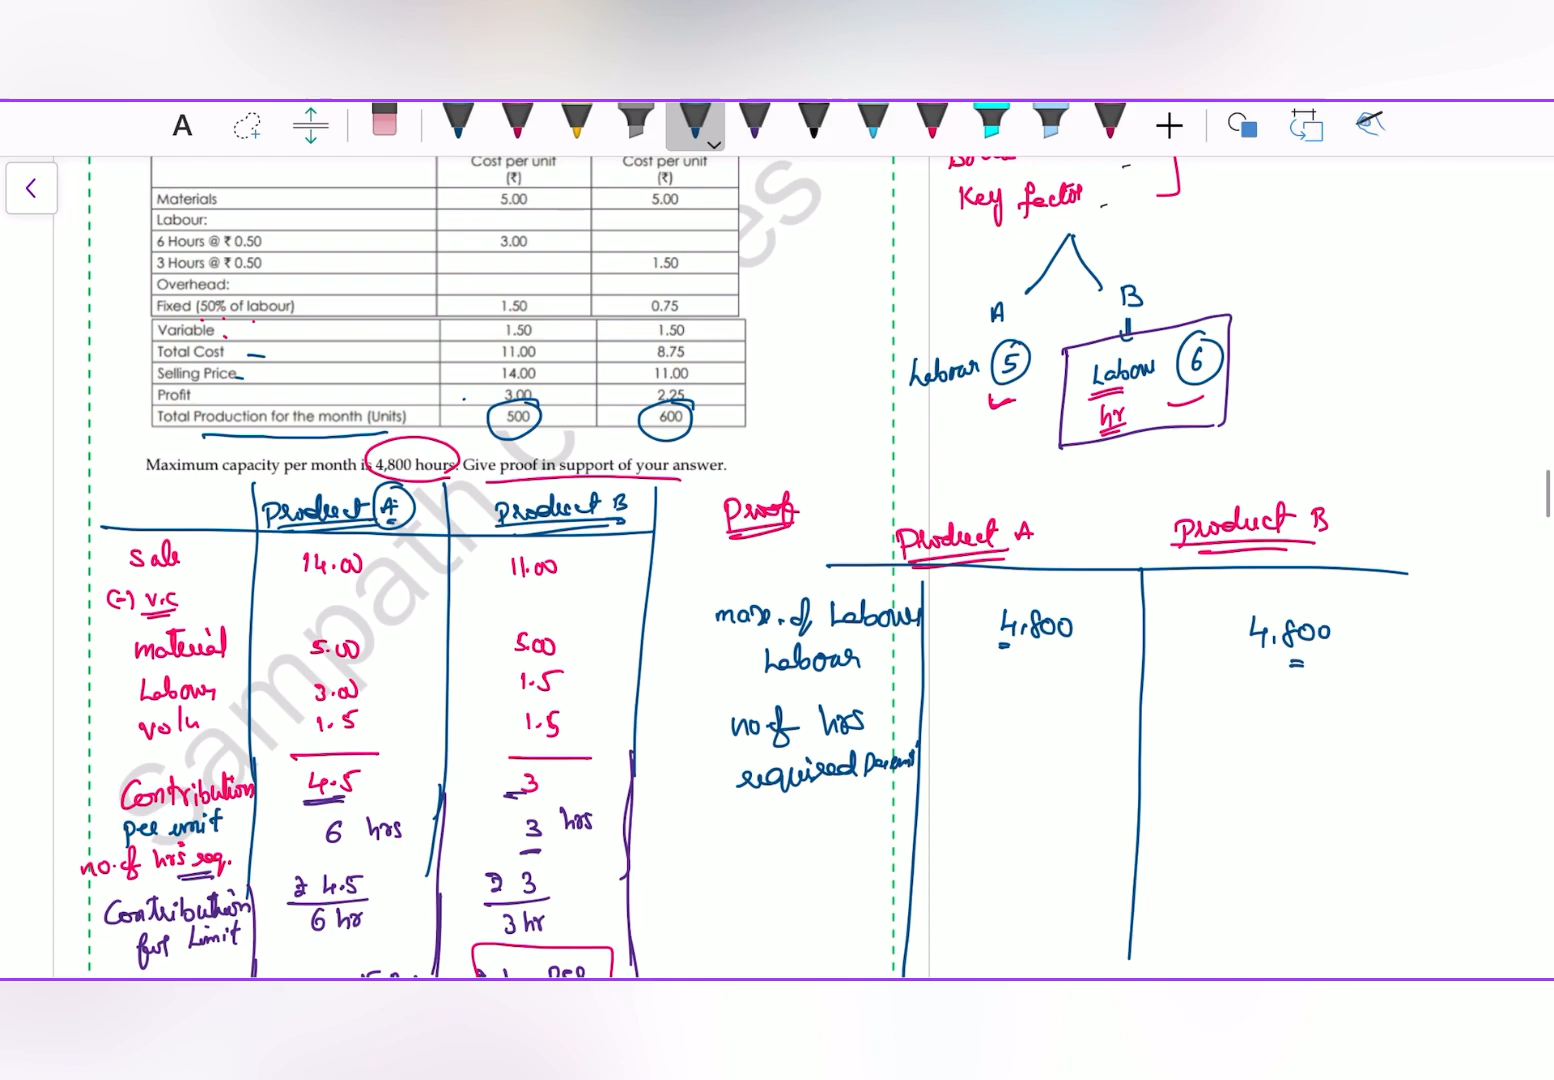 A
Cost per unit Cost per unit
(₹) (₹)
Materials 5.00 5.00
Labour:
6 Hours @ ₹ 0.50 3.00
3 Hours @ ₹ 0.50 1.50
Overhead:
Fixed (50% of labour) 1.50 0.75
Variable 1.50 1.50
Total Cost 11.00 8.75
Selling Price 14.00 11.00
Profit 3.00 2.25
Total Production for the month (Units) 500 600
Maximum capacity per month is 4,800 hours. Give proof in support of your answer.
Product A Product B
Sale 14.00 11.00
(-) V.C
material 5.00 5.00
Labour 3.00 1.5
1.5 1.5
Contribution 4.5 3
per unit
6 hrs 3 hrs
no.of hrs req.
Contribution ₹ 4.5 ₹ 3
6 hr 3 hr
for Limit
Key factor
A B
Labour 5 Labour 6
hr
Proof
Product A Product B
max. of Labour 4,800 4,800
Labour
no of hrs
required Per unit
Sampath